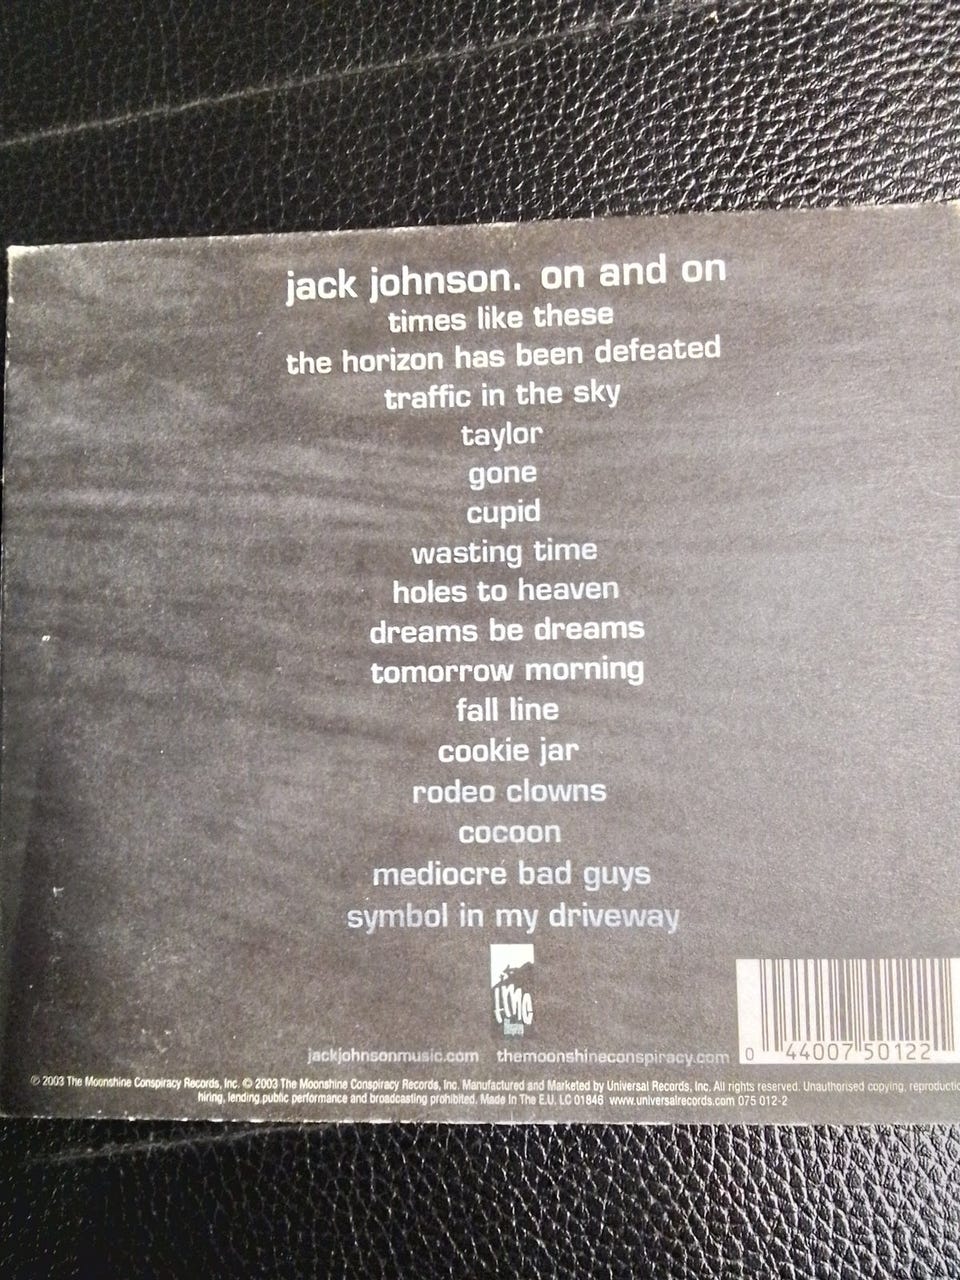 jack johnson. on and on
times like these
the horizon has been defeated
traffic in the sky
taylor
gone
cupid
wasting time
holes to heaven
dreams be dreams
tomorrow morning
fall line
cookie jar
rodeo clowns
cocoon
mediocre bad guys
symbol in my driveway
tmc
jackjohnsonmusic.com themoonshineconspiracy.com
0 44007 50122
℗ 2003 The Moonshine Conspiracy Records, Inc. © 2003 The Moonshine Conspiracy Records, Inc. Manufactured and Marketed by Universal Records, Inc. All rights reserved. Unauthorised copying, reproductio
hiring, lending public performance and broadcasting prohibited. Made In The E.U. LC 01846 www.universalrecords.com 075 012-2